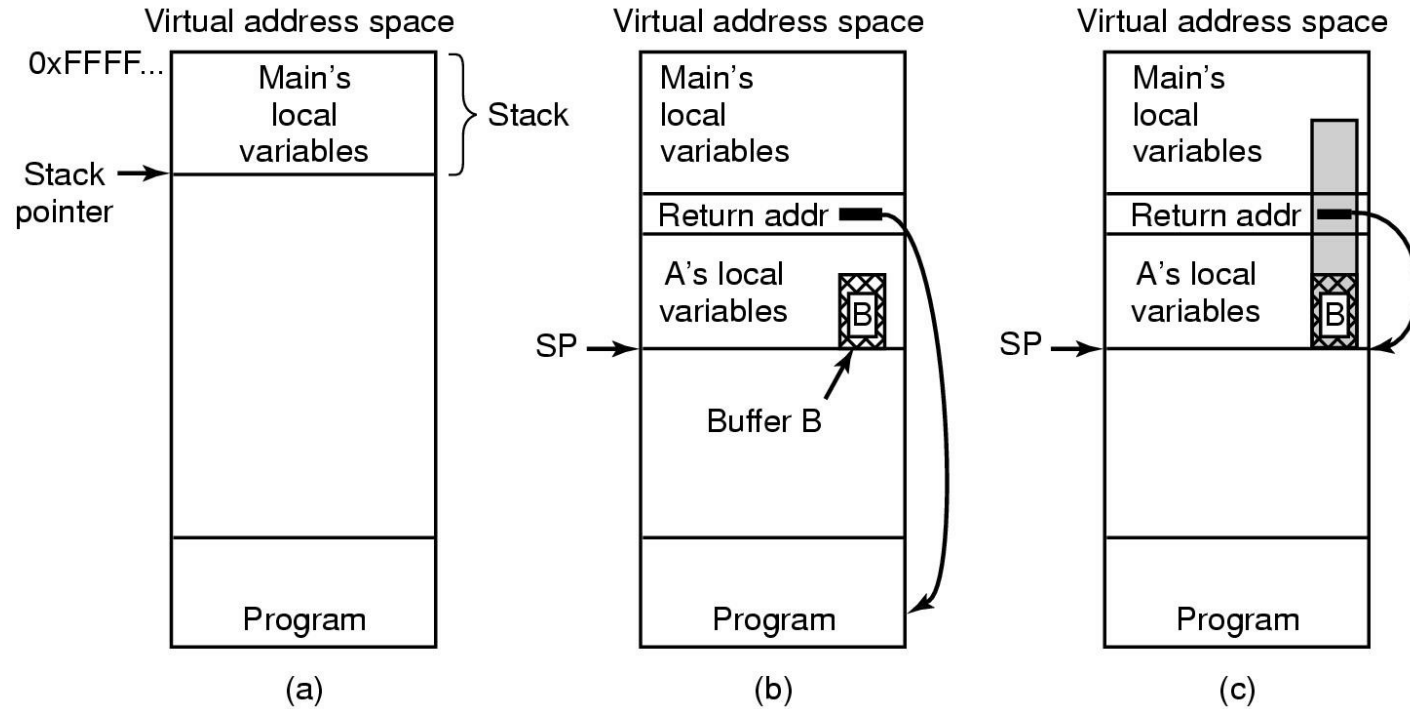 Virtual address space
0xFFFF...
Main's
local
variables
Stack
Stack
pointer
Program
(a)
Virtual address space
Main's
local
variables
Return addr
A's local
variables
B
SP
Buffer B
Program
(b)
Virtual address space
Main's
local
variables
Return addr
A's local
variables
B
SP
Program
(c)